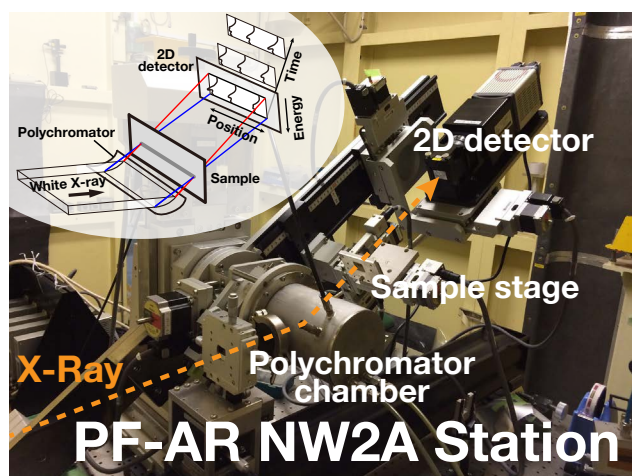 2D
detector
Time
Energy
Position
Polychromator
White X-ray
Sample
2D detector
Sample stage
X-Ray
Polychromator
chamber
PF-AR NW2A Station